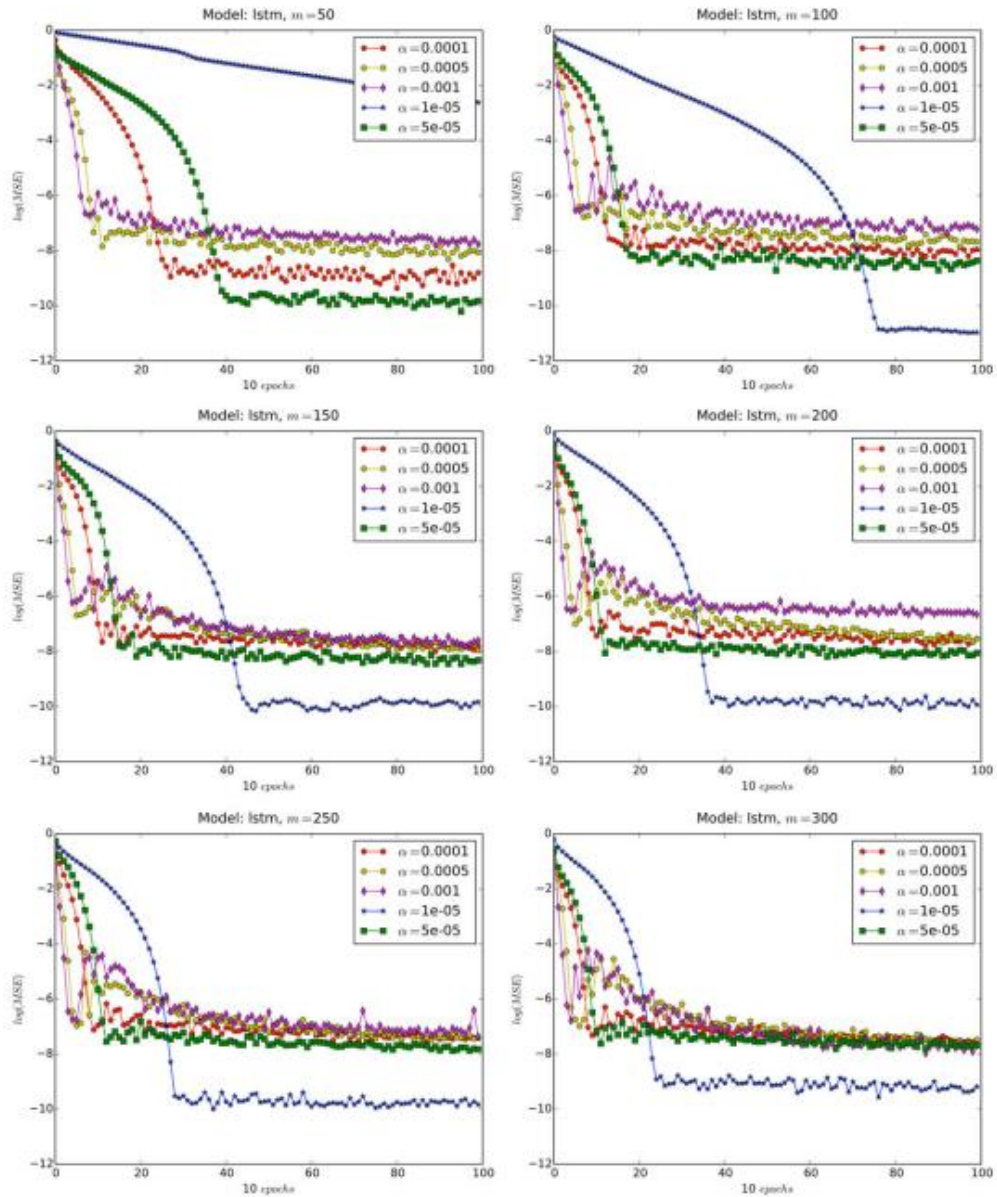 Model: lstm, m=50
0
−2
−4
−6
−8
−10
−12
log(MSE)
α=0.0001
α=0.0005
α=0.001
α=1e-05
α=5e-05
0 20 40 60 80 100
10 epochs
Model: lstm, m=100
0
−2
−4
−6
−8
−10
−12
log(MSE)
α=0.0001
α=0.0005
α=0.001
α=1e-05
α=5e-05
0 20 40 60 80 100
10 epochs
Model: lstm, m=150
0
−2
−4
−6
−8
−10
−12
log(MSE)
α=0.0001
α=0.0005
α=0.001
α=1e-05
α=5e-05
0 20 40 60 80 100
10 epochs
Model: lstm, m=200
0
−2
−4
−6
−8
−10
−12
log(MSE)
α=0.0001
α=0.0005
α=0.001
α=1e-05
α=5e-05
0 20 40 60 80 100
10 epochs
Model: lstm, m=250
0
−2
−4
−6
−8
−10
−12
log(MSE)
α=0.0001
α=0.0005
α=0.001
α=1e-05
α=5e-05
0 20 40 60 80 100
10 epochs
Model: lstm, m=300
0
−2
−4
−6
−8
−10
−12
log(MSE)
α=0.0001
α=0.0005
α=0.001
α=1e-05
α=5e-05
0 20 40 60 80 100
10 epochs